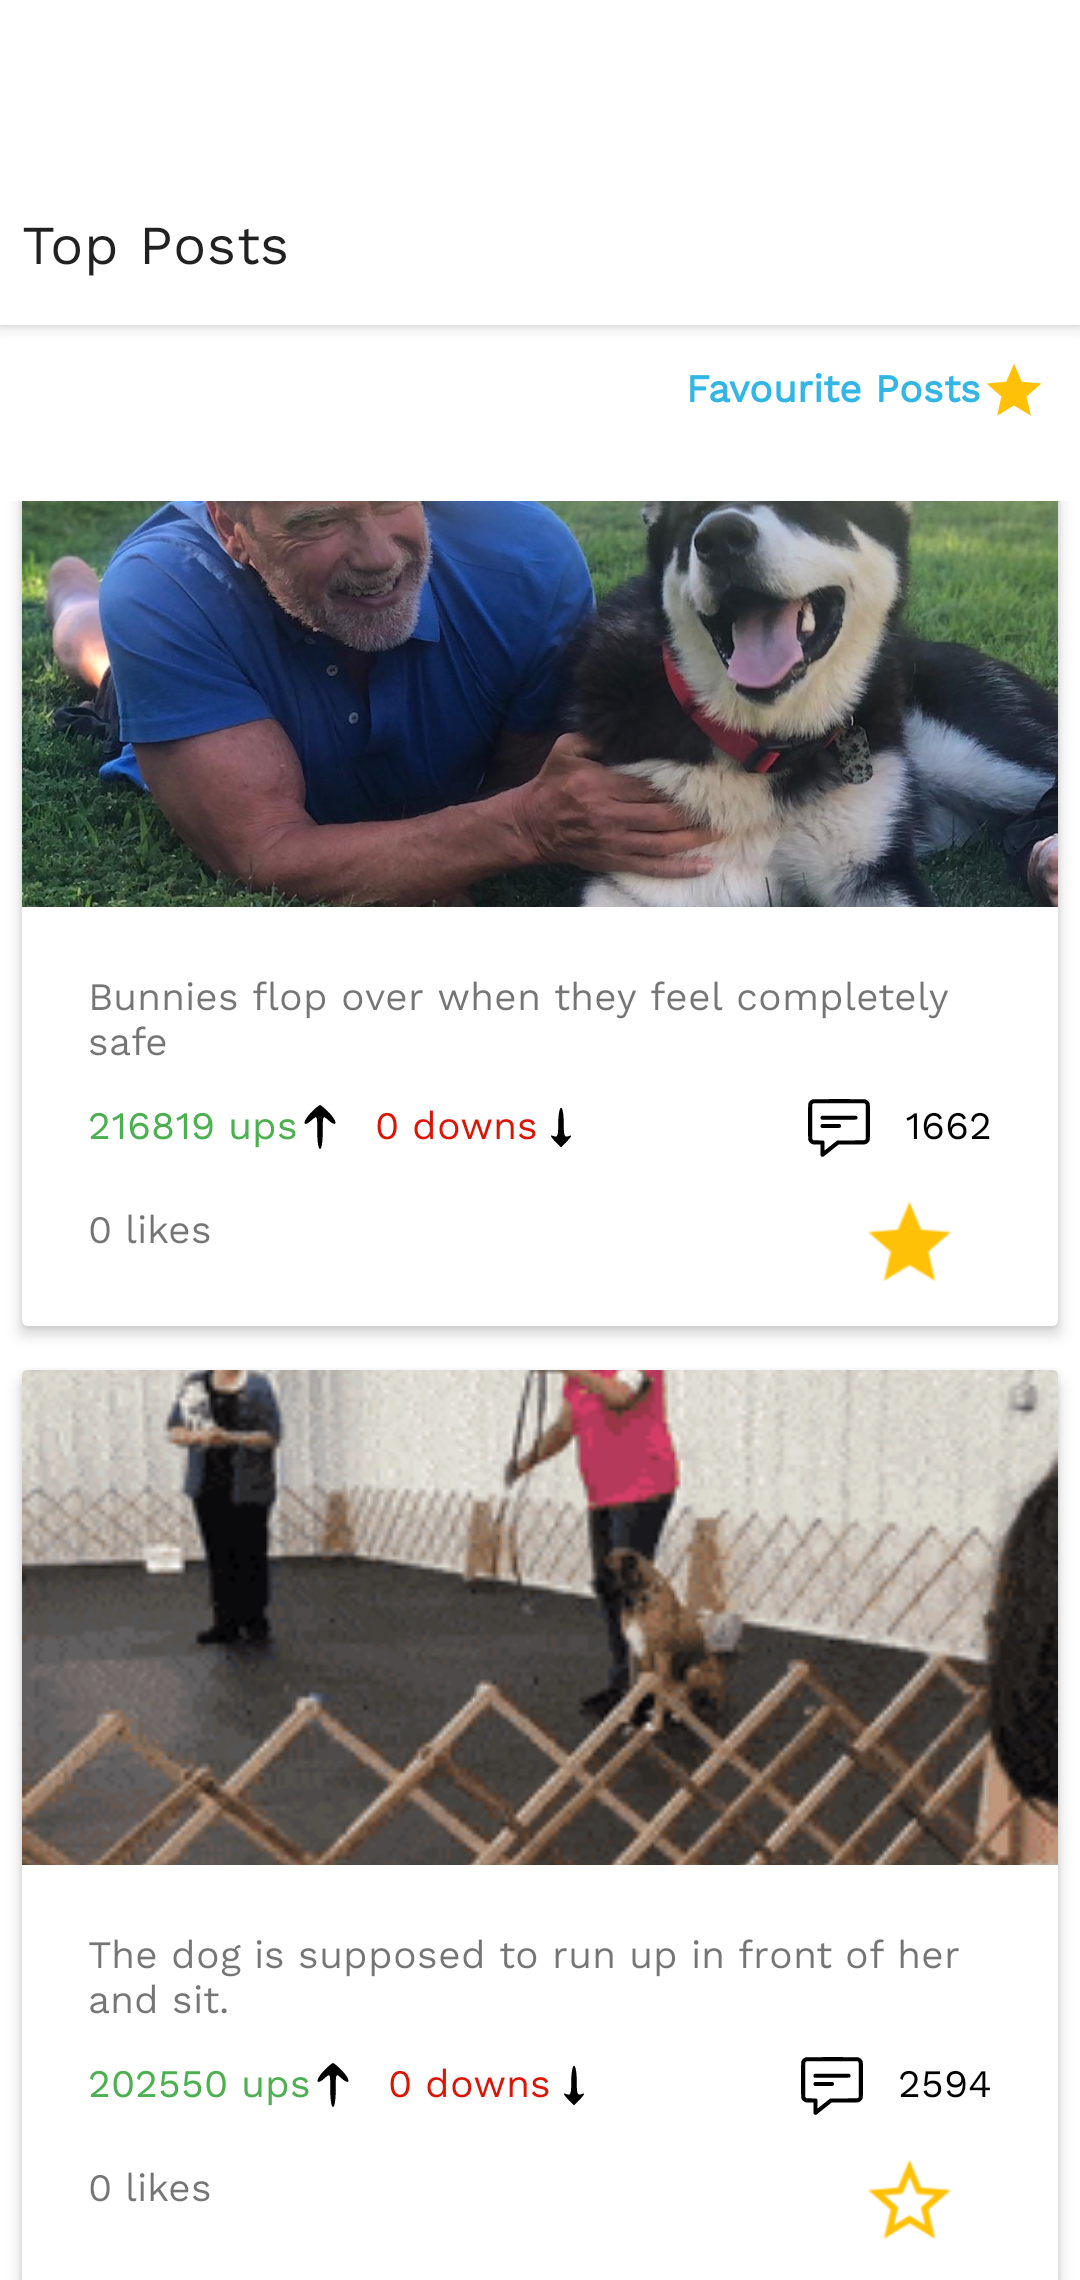 Top Posts
Favourite Posts
Bunnies flop over when they feel completely
safe
216819 ups 0 downs 1662
0 likes
The dog is supposed to run up in front of her
and sit.
202550 ups 0 downs 2594
0 likes